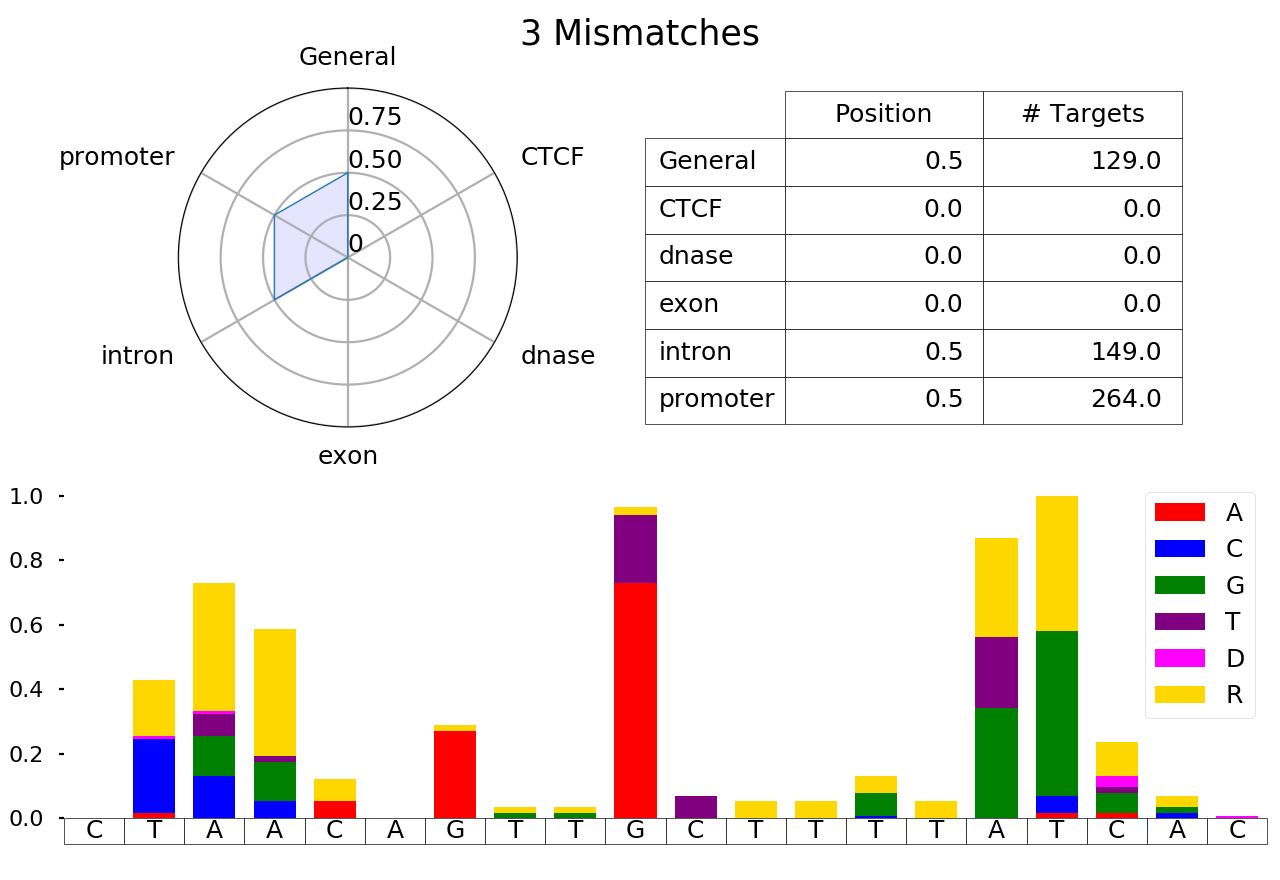 3 Mismatches
General
promoter
CTCF
0.75
0.50
0.25
0
intron
dnase
exon
Position # Targets
General 0.5 129.0
CTCF 0.0 0.0
dnase 0.0 0.0
exon 0.0 0.0
intron 0.5 149.0
promoter 0.5 264.0
1.0
0.8
0.6
0.4
0.2
0.0
A
C
G
T
D
R
C T A A C A G T T G C T T T T A T C A C